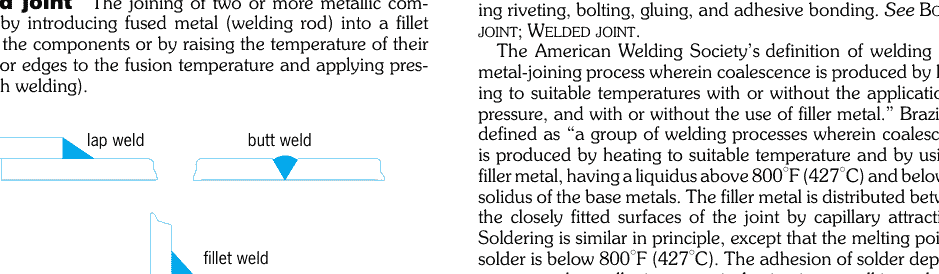 d joint The joining of two or more metallic com-
by introducing fused metal (welding rod) into a fillet
the components or by raising the temperature of their
or edges to the fusion temperature and applying pres-
h welding).
lap weld
butt weld
fillet weld
ing riveting, bolting, gluing, and adhesive bonding. See BO
JOINT; WELDED JOINT.
The American Welding Society's definition of welding
metal-joining process wherein coalescence is produced by h
ing to suitable temperatures with or without the applicatio
pressure, and with or without the use of filler metal." Brazi
defined as "a group of welding processes wherein coalesc
is produced by heating to suitable temperature and by usi
filler metal, having a liquidus above 800°F (427°C) and below
solidus of the base metals. The filler metal is distributed betw
the closely fitted surfaces of the joint by capillary attracti
Soldering is similar in principle, except that the melting poi
solder is below 800°F (427°C). The adhesion of solder dep